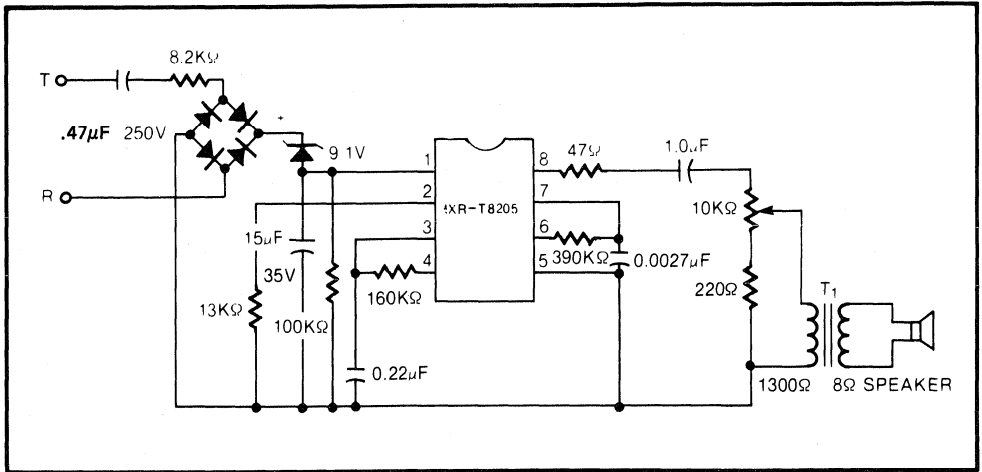 8.2KΩ
T
.47µF 250V
+
9 1V
R
1
2
3
4
XR-T8205
8
7
6
5
47Ω
1.0µF
10KΩ
390KΩ
0.0027µF
15µF
35V
160KΩ
220Ω
13KΩ
100KΩ
0.22µF
T1
1300Ω
8Ω SPEAKER